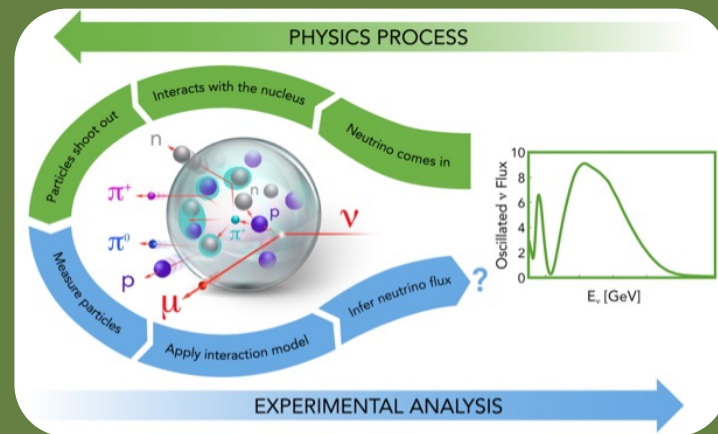 PHYSICS PROCESS
Neutrino comes in
Interacts with the nucleus
Particles shoot out
Measure particles
Apply interaction model
Infer neutrino flux
?
n
π⁺
π⁰
p
μ
ν
n
p
π⁺
Oscillated ν Flux
10
8
6
4
2
0
Eᵥ [GeV]
EXPERIMENTAL ANALYSIS